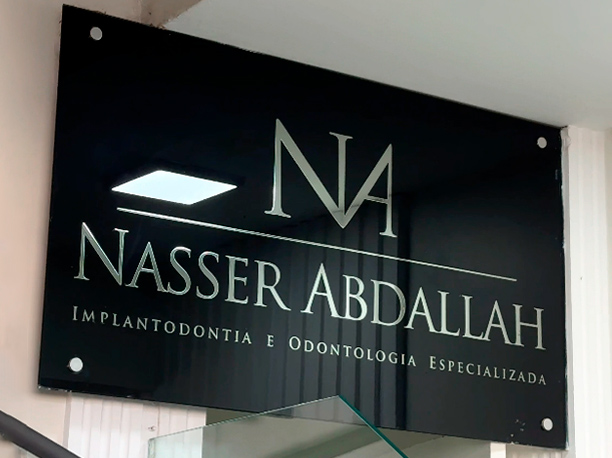 NA
NASSER ABDALLAH
IMPLANTODONTIA E ODONTOLOGIA ESPECIALIZADA